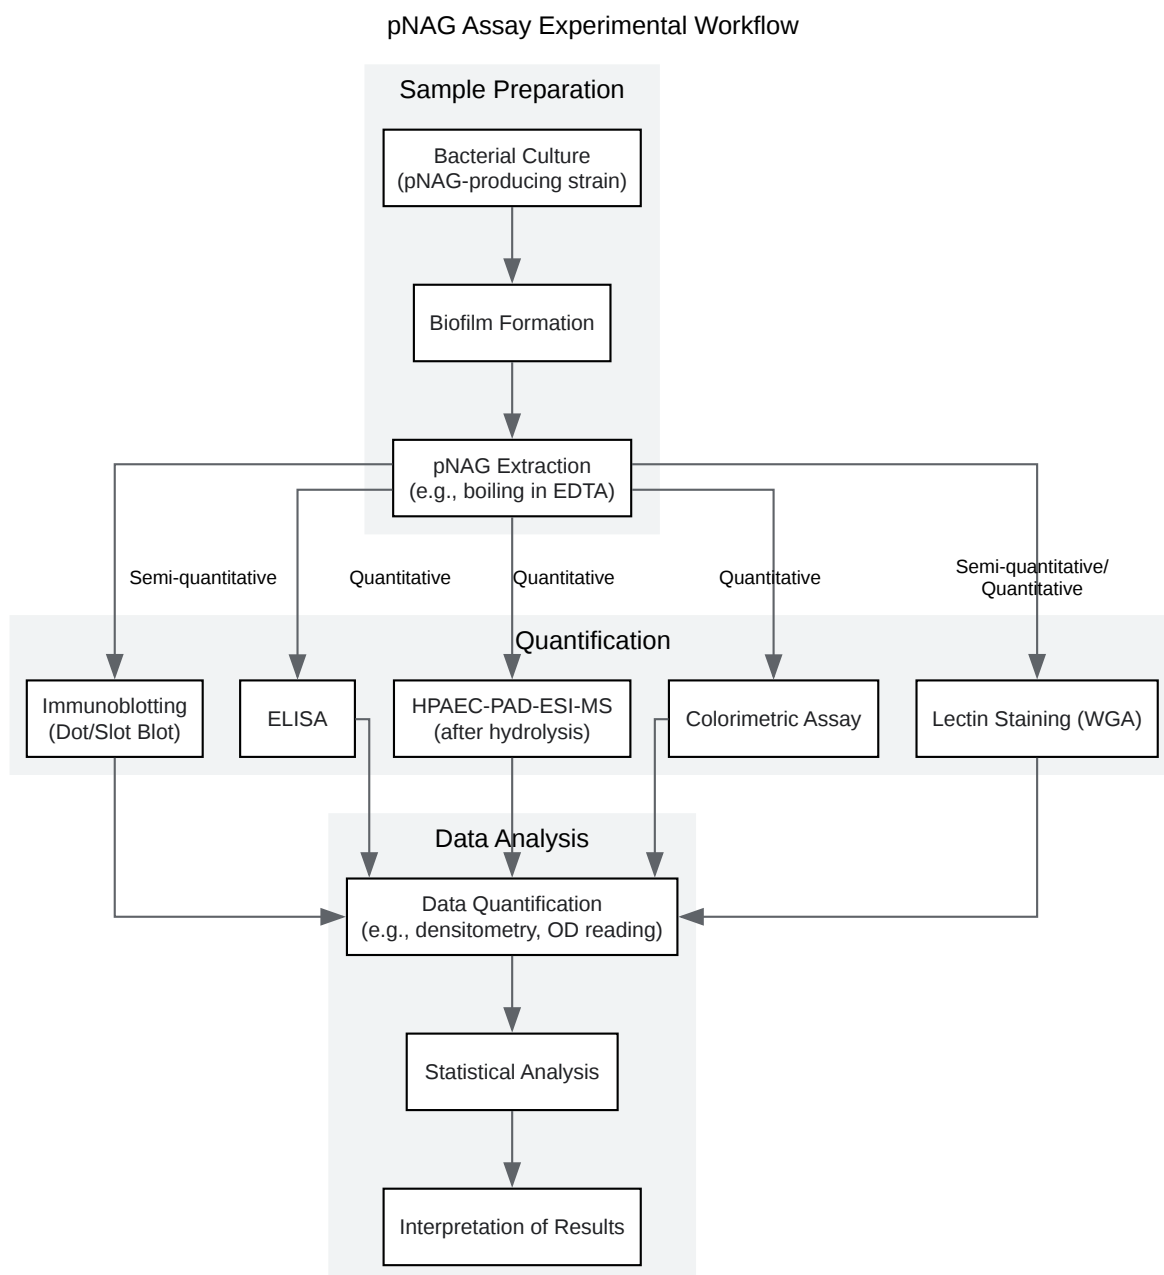 pNAG Assay Experimental Workflow
Sample Preparation
Bacterial Culture
(pNAG-producing strain)
Biofilm Formation
pNAG Extraction
(e.g., boiling in EDTA)
Semi-quantitative
Quantitative
Quantitative
Quantitative
Semi-quantitative/
Quantitative
Quantification
Immunoblotting
(Dot/Slot Blot)
ELISA
HPAEC-PAD-ESI-MS
(after hydrolysis)
Colorimetric Assay
Lectin Staining (WGA)
Data Analysis
Data Quantification
(e.g., densitometry, OD reading)
Statistical Analysis
Interpretation of Results